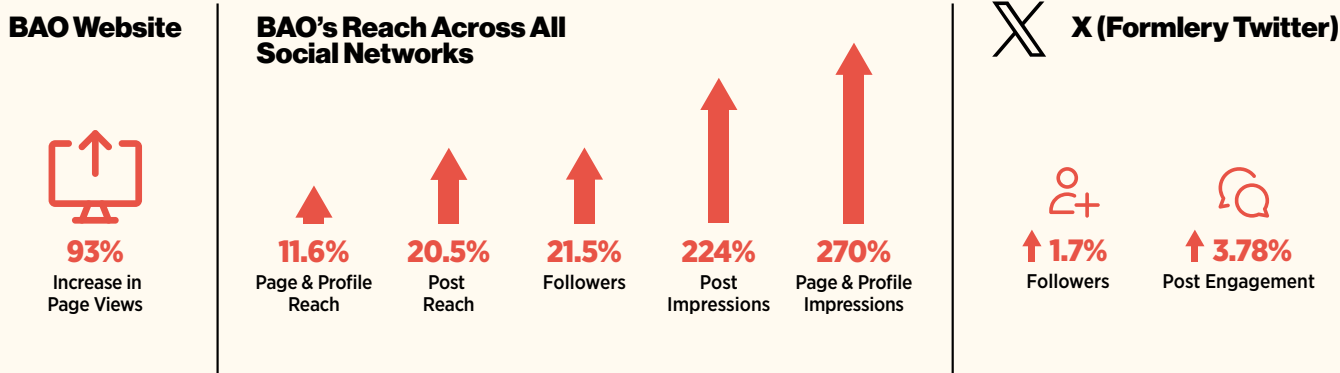 BAO Website
93%
Increase in
Page Views
BAO's Reach Across All
Social Networks
11.6%
Page & Profile
Reach
20.5%
Post
Reach
21.5%
Followers
224%
Post
Impressions
270%
Page & Profile
Impressions
X (Formlery Twitter)
1.7%
Followers
3.78%
Post Engagement